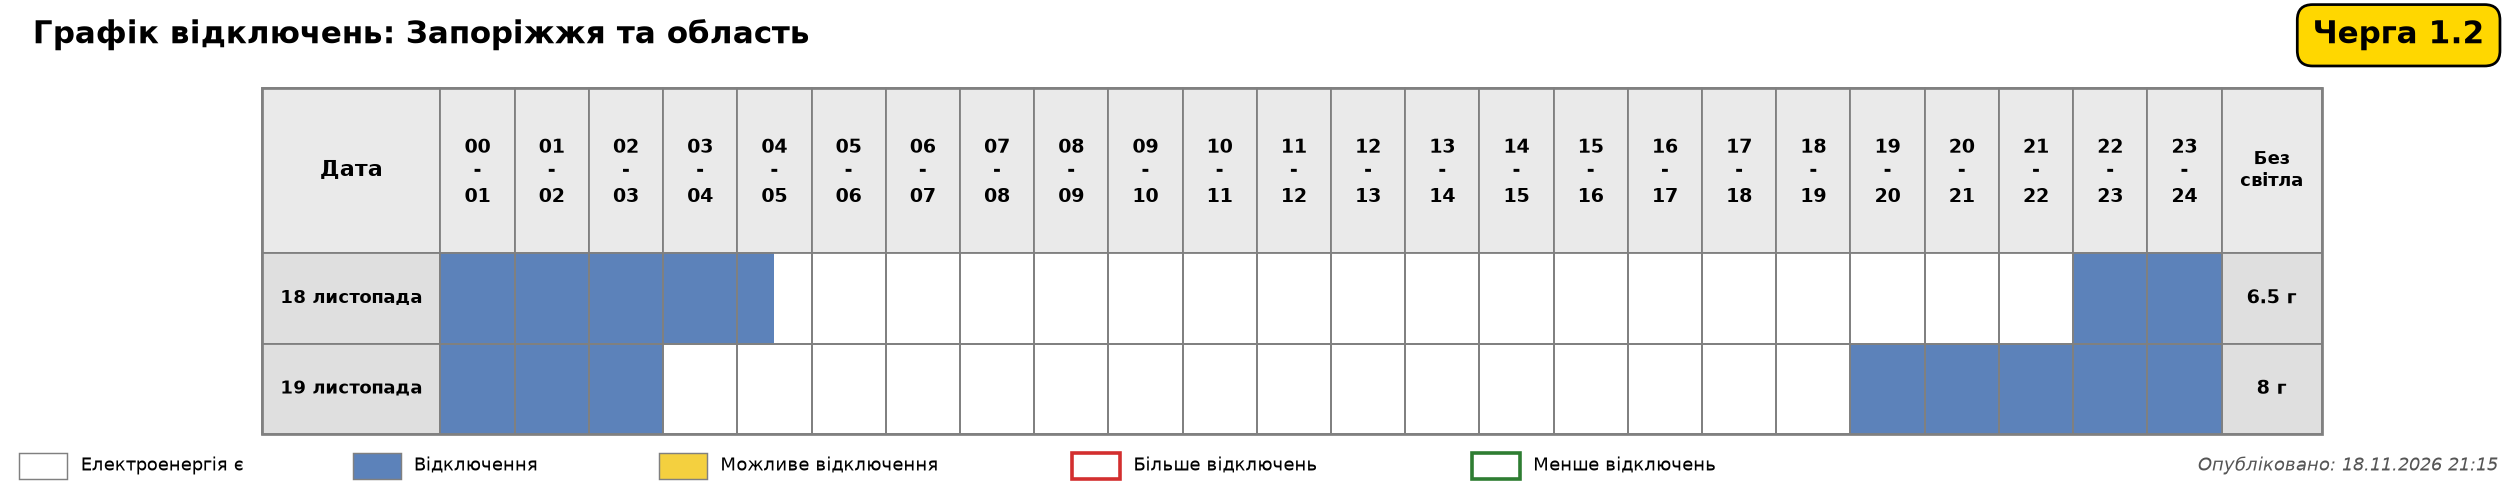 Графік відключень: Запоріжжя та область
Черга 1.2
Дата
00 - 01
01 - 02
02 - 03
03 - 04
04 - 05
05 - 06
06 - 07
07 - 08
08 - 09
09 - 10
10 - 11
11 - 12
12 - 13
13 - 14
14 - 15
15 - 16
16 - 17
17 - 18
18 - 19
19 - 20
20 - 21
21 - 22
22 - 23
23 - 24
Без
світла
18 листопада
6.5 г
19 листопада
8 г
Електроенергія є
Відключення
Можливе відключення
Більше відключень
Менше відключень
Опубліковано: 18.11.2026 21:15